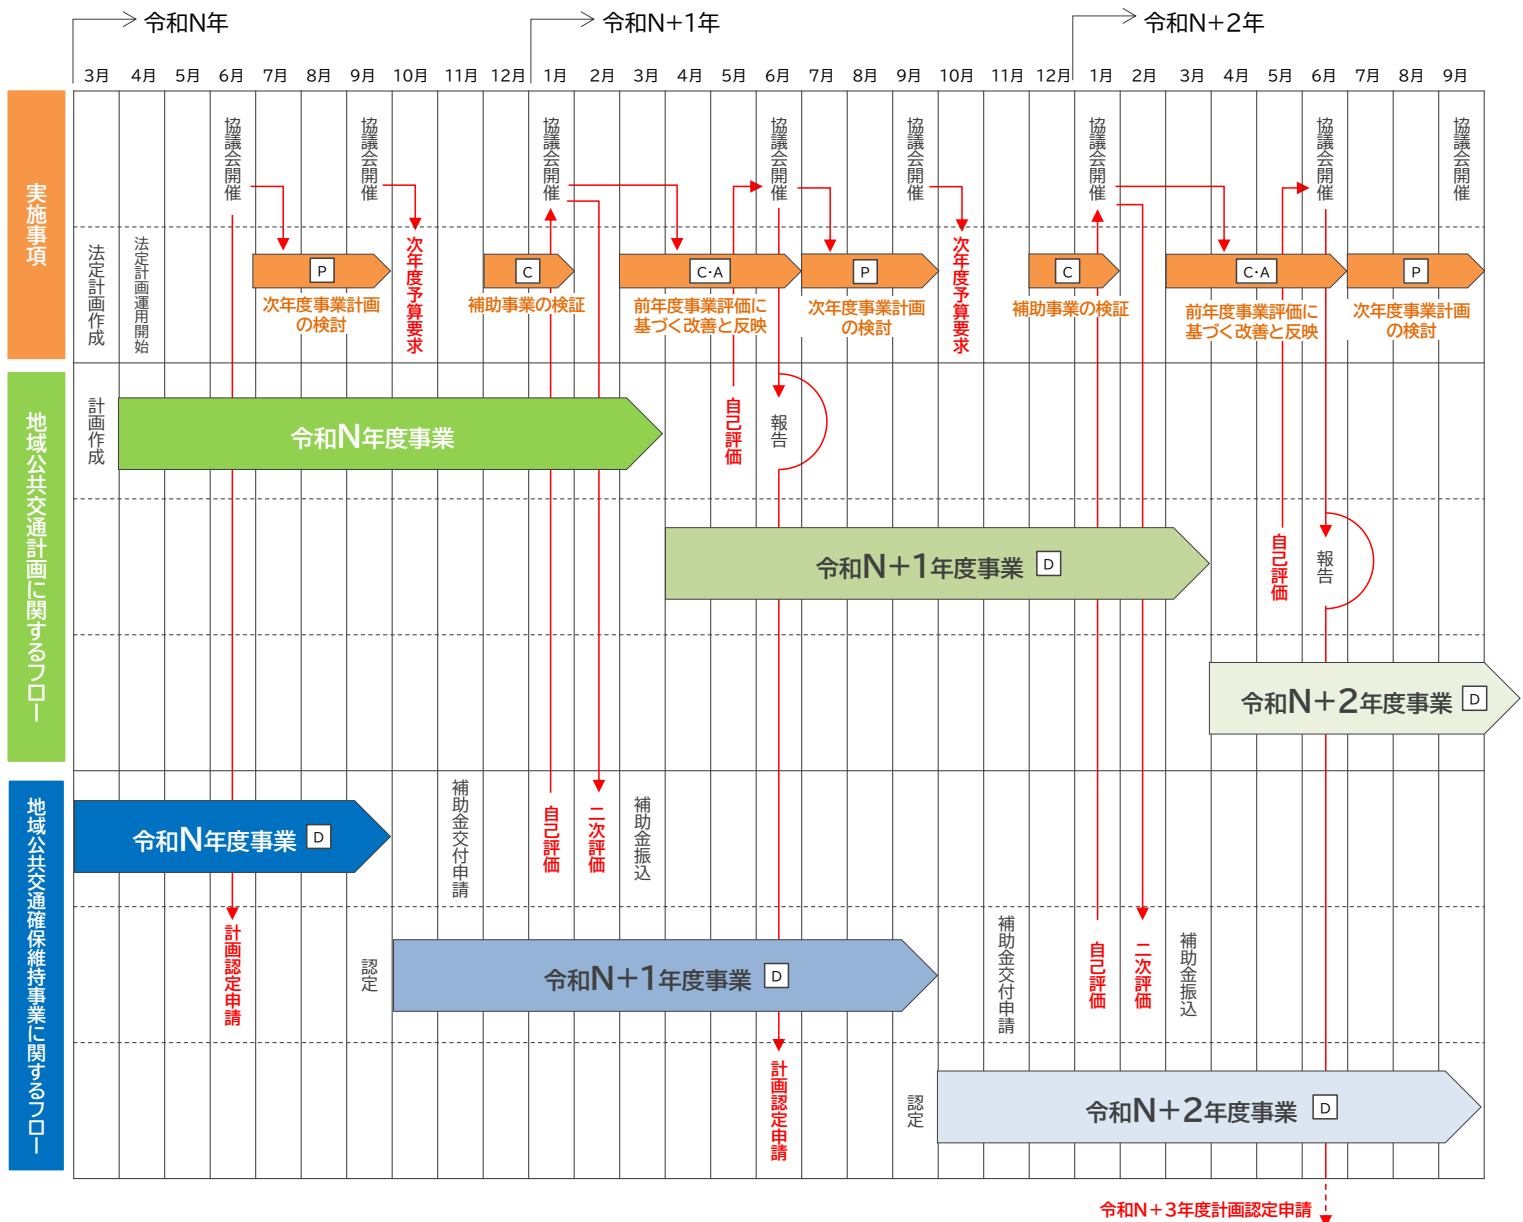 令和N年
令和N+1年
令和N+2年
3月 4月 5月 6月 7月 8月 9月 10月 11月 12月 1月 2月 3月 4月 5月 6月 7月 8月 9月 10月 11月 12月 1月 2月 3月 4月 5月 6月 7月 8月 9月
実施事項
協議会開催
協議会開催
協議会開催
協議会開催
協議会開催
協議会開催
協議会開催
協議会開催
法定計画作成
法定計画運用開始
P
次年度事業計画
の検討
次年度予算要求
C
補助事業の検証
C・A
前年度事業評価に
基づく改善と反映
P
次年度事業計画
の検討
次年度予算要求
C
補助事業の検証
C・A
前年度事業評価に
基づく改善と反映
P
次年度事業計画
の検討
地域公共交通計画に関するフロー
計画作成
令和N年度事業
自己評価
報告
令和N+1年度事業 D
自己評価
報告
令和N+2年度事業 D
地域公共交通確保維持事業に関するフロー
令和N年度事業 D
補助金交付申請
自己評価
二次評価
補助金振込
計画認定申請
認定
令和N+1年度事業 D
補助金交付申請
自己評価
二次評価
補助金振込
計画認定申請
認定
令和N+2年度事業 D
令和N+3年度計画認定申請